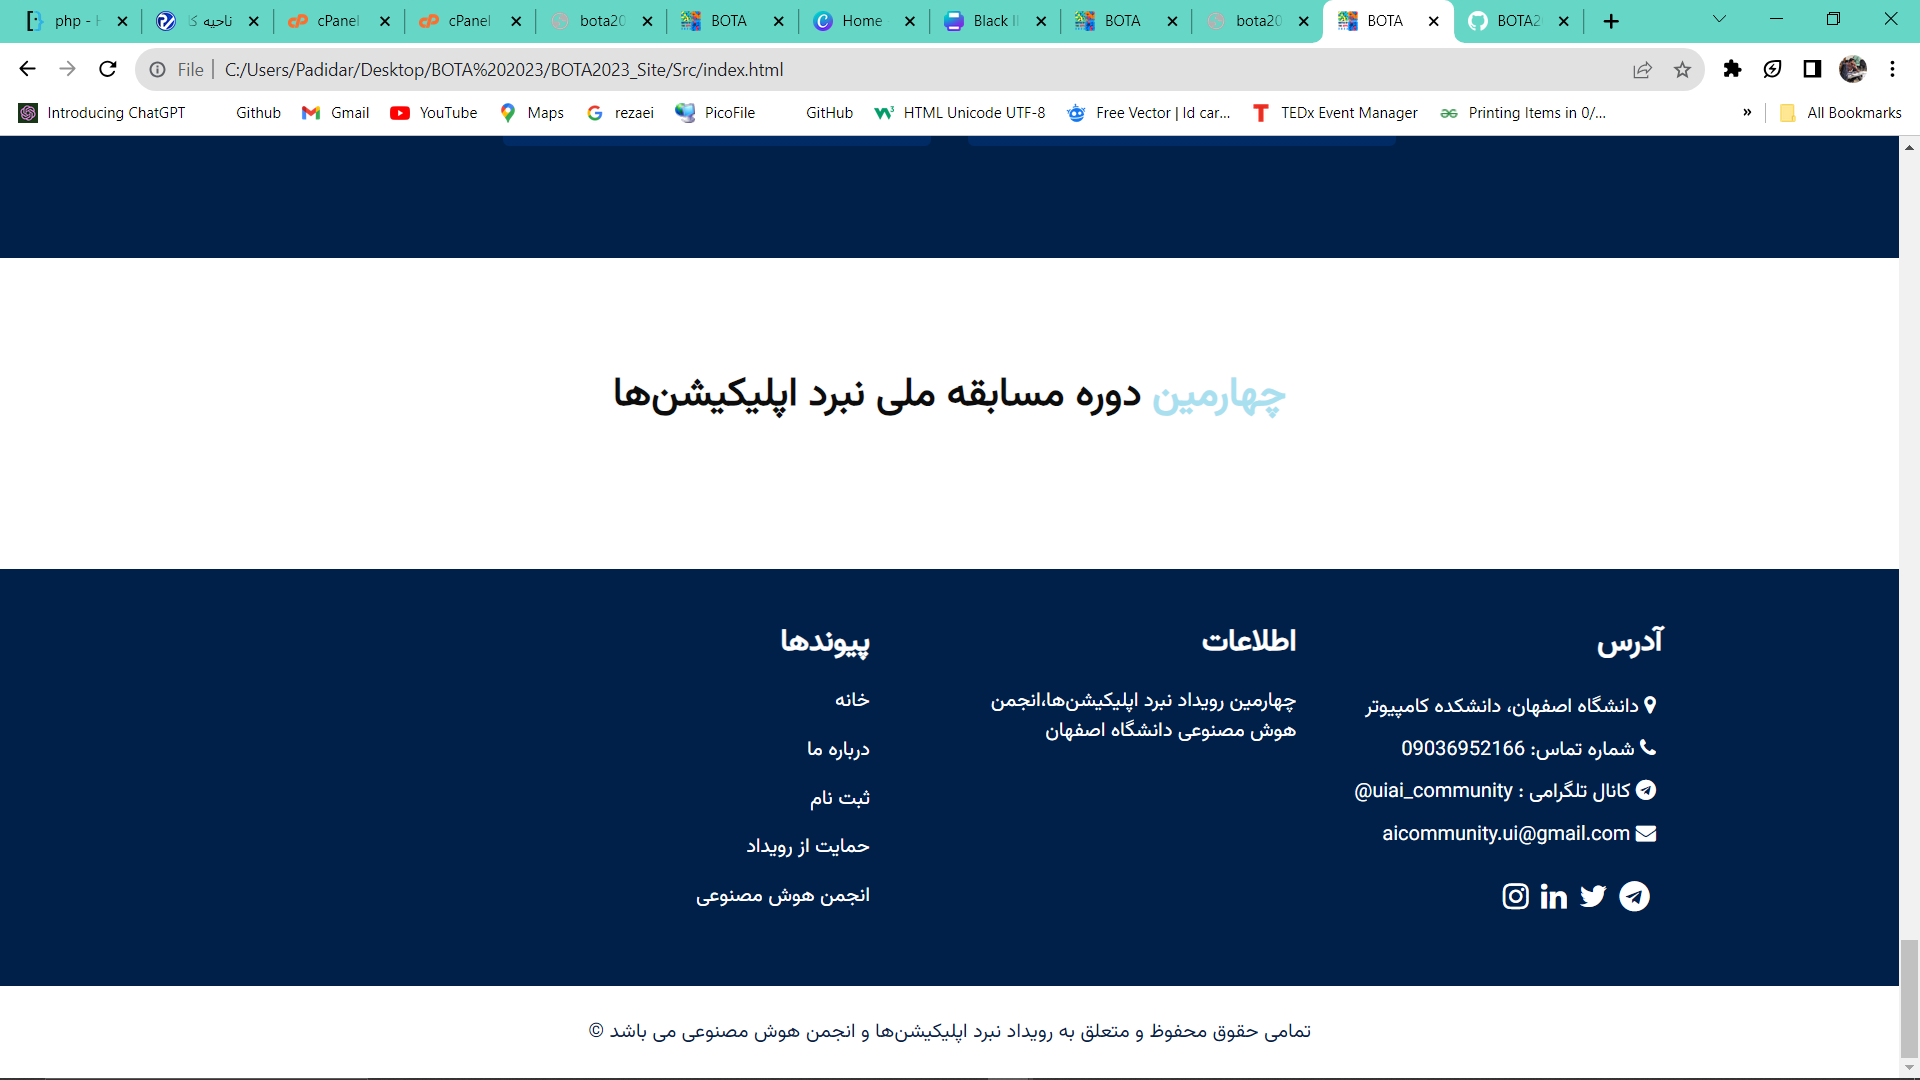 php - H
ناحیه کا
cPanel
cPanel
bota20
BOTA
Home -
Black Il
BOTA
bota20
BOTA
BOTA2
File
C:/Users/Padidar/Desktop/BOTA%202023/BOTA2023_Site/Src/index.html
Introducing ChatGPT
Github
Gmail
YouTube
Maps
rezaei
PicoFile
GitHub
HTML Unicode UTF-8
Free Vector | Id car...
TEDx Event Manager
Printing Items in 0/...
»
All Bookmarks
چهارمین دوره مسابقه ملی نبرد اپلیکیشن‌ها
آدرس
دانشگاه اصفهان، دانشکده کامپیوتر
شماره تماس: 09036952166
کانال تلگرامی : uiai_community@
aicommunity.ui@gmail.com
اطلاعات
چهارمین رویداد نبرد اپلیکیشن‌ها،انجمن
هوش مصنوعی دانشگاه اصفهان
پیوندها
خانه
درباره ما
ثبت نام
حمایت از رویداد
انجمن هوش مصنوعی
تمامی حقوق محفوظ و متعلق به رویداد نبرد اپلیکیشن‌ها و انجمن هوش مصنوعی می باشد ©